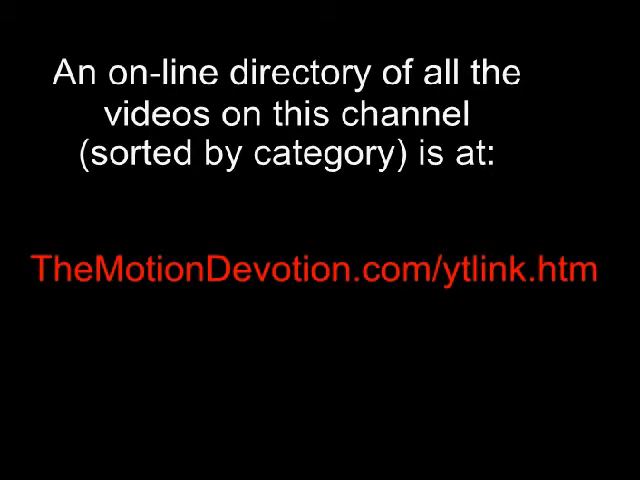 An on-line directory of all the
videos on this channel
(sorted by category) is at:
TheMotionDevotion.com/ytlink.htm